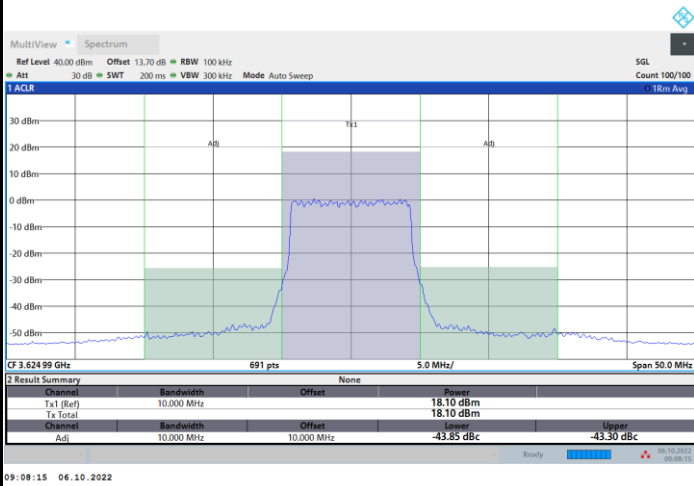 MultiView Spectrum
Ref Level 40.00 dBm Offset 13.70 dB RBW 100 kHz SGL
Att 30 dB SWT 200 ms VBW 300 kHz Mode Auto Sweep Count 100/100
1 ACLR 1Rm Avg
Tx1
30 dBm
Adj Adj
20 dBm
10 dBm
0 dBm
-10 dBm
-20 dBm
-30 dBm
-40 dBm
-50 dBm
CF 3.624 99 GHz 691 pts 5.0 MHz/ Span 50.0 MHz
2 Result Summary None
Channel Bandwidth Offset Power
Tx1 (Ref) 10.000 MHz 18.10 dBm
Tx Total 18.10 dBm
Channel Bandwidth Offset Lower Upper
Adj 10.000 MHz 10.000 MHz -43.85 dBc -43.30 dBc
Ready 06.10.2022
09:08:15
09:08:15 06.10.2022